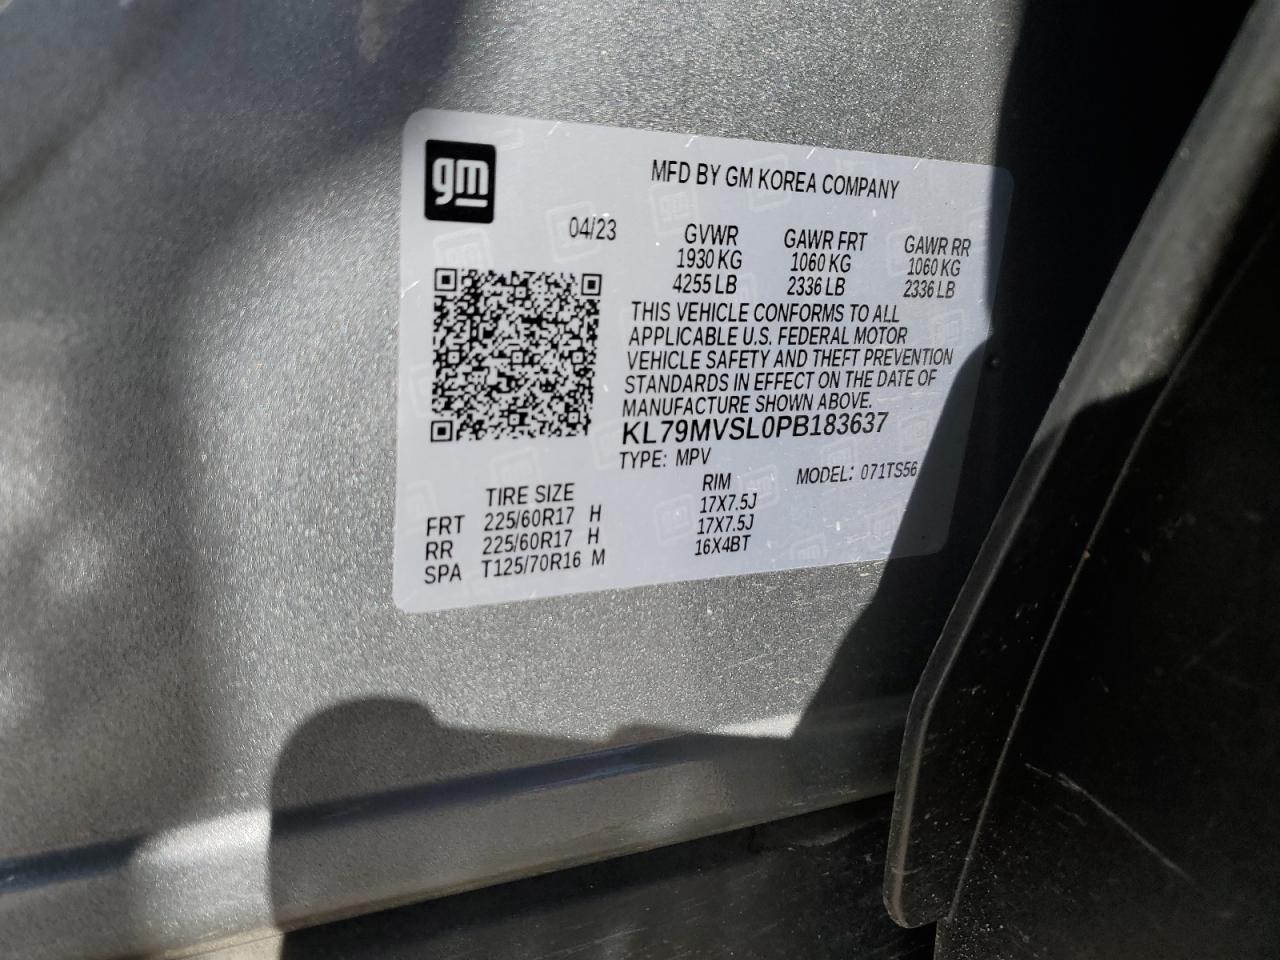 gm
MFD BY GM KOREA COMPANY
04/23
GVWR GAWR FRT GAWR RR
1930 KG 1060 KG 1060 KG
4255 LB 2336 LB 2336 LB
THIS VEHICLE CONFORMS TO ALL
APPLICABLE U.S. FEDERAL MOTOR
VEHICLE SAFETY AND THEFT PREVENTION
STANDARDS IN EFFECT ON THE DATE OF
MANUFACTURE SHOWN ABOVE.
KL79MVSL0PB183637
TYPE: MPV MODEL: 071TS56
TIRE SIZE RIM
FRT 225/60R17 H 17X7.5J
RR 225/60R17 H 17X7.5J
SPA T125/70R16 M 16X4BT